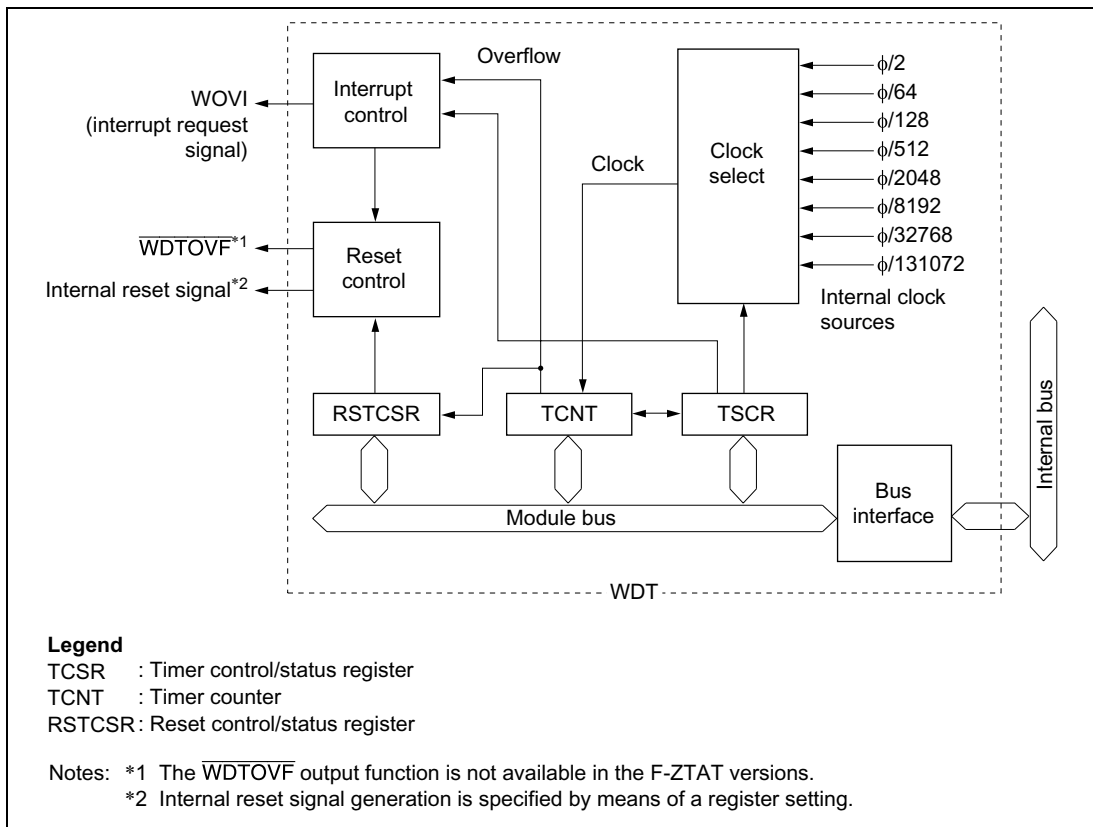 Overflow
Interrupt
control
WOVI
(interrupt request
signal)
Clock
Clock
select
ϕ/2
ϕ/64
ϕ/128
ϕ/512
ϕ/2048
ϕ/8192
ϕ/32768
ϕ/131072
Internal clock
sources
WDTOVF*1
Internal reset signal*2
Reset
control
RSTCSR
TCNT
TSCR
Module bus
Bus
interface
Internal bus
WDT
Legend
TCSR : Timer control/status register
TCNT : Timer counter
RSTCSR : Reset control/status register
Notes: *1 The WDTOVF output function is not available in the F-ZTAT versions.
*2 Internal reset signal generation is specified by means of a register setting.